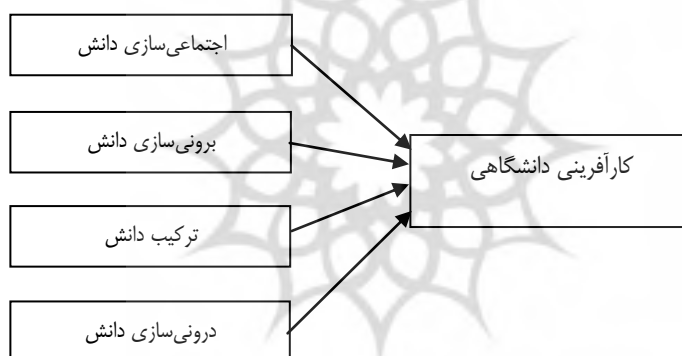 اجتماعی‌سازی دانش
برونی‌سازی دانش
کارآفرینی دانشگاهی
ترکیب دانش
درونی‌سازی دانش